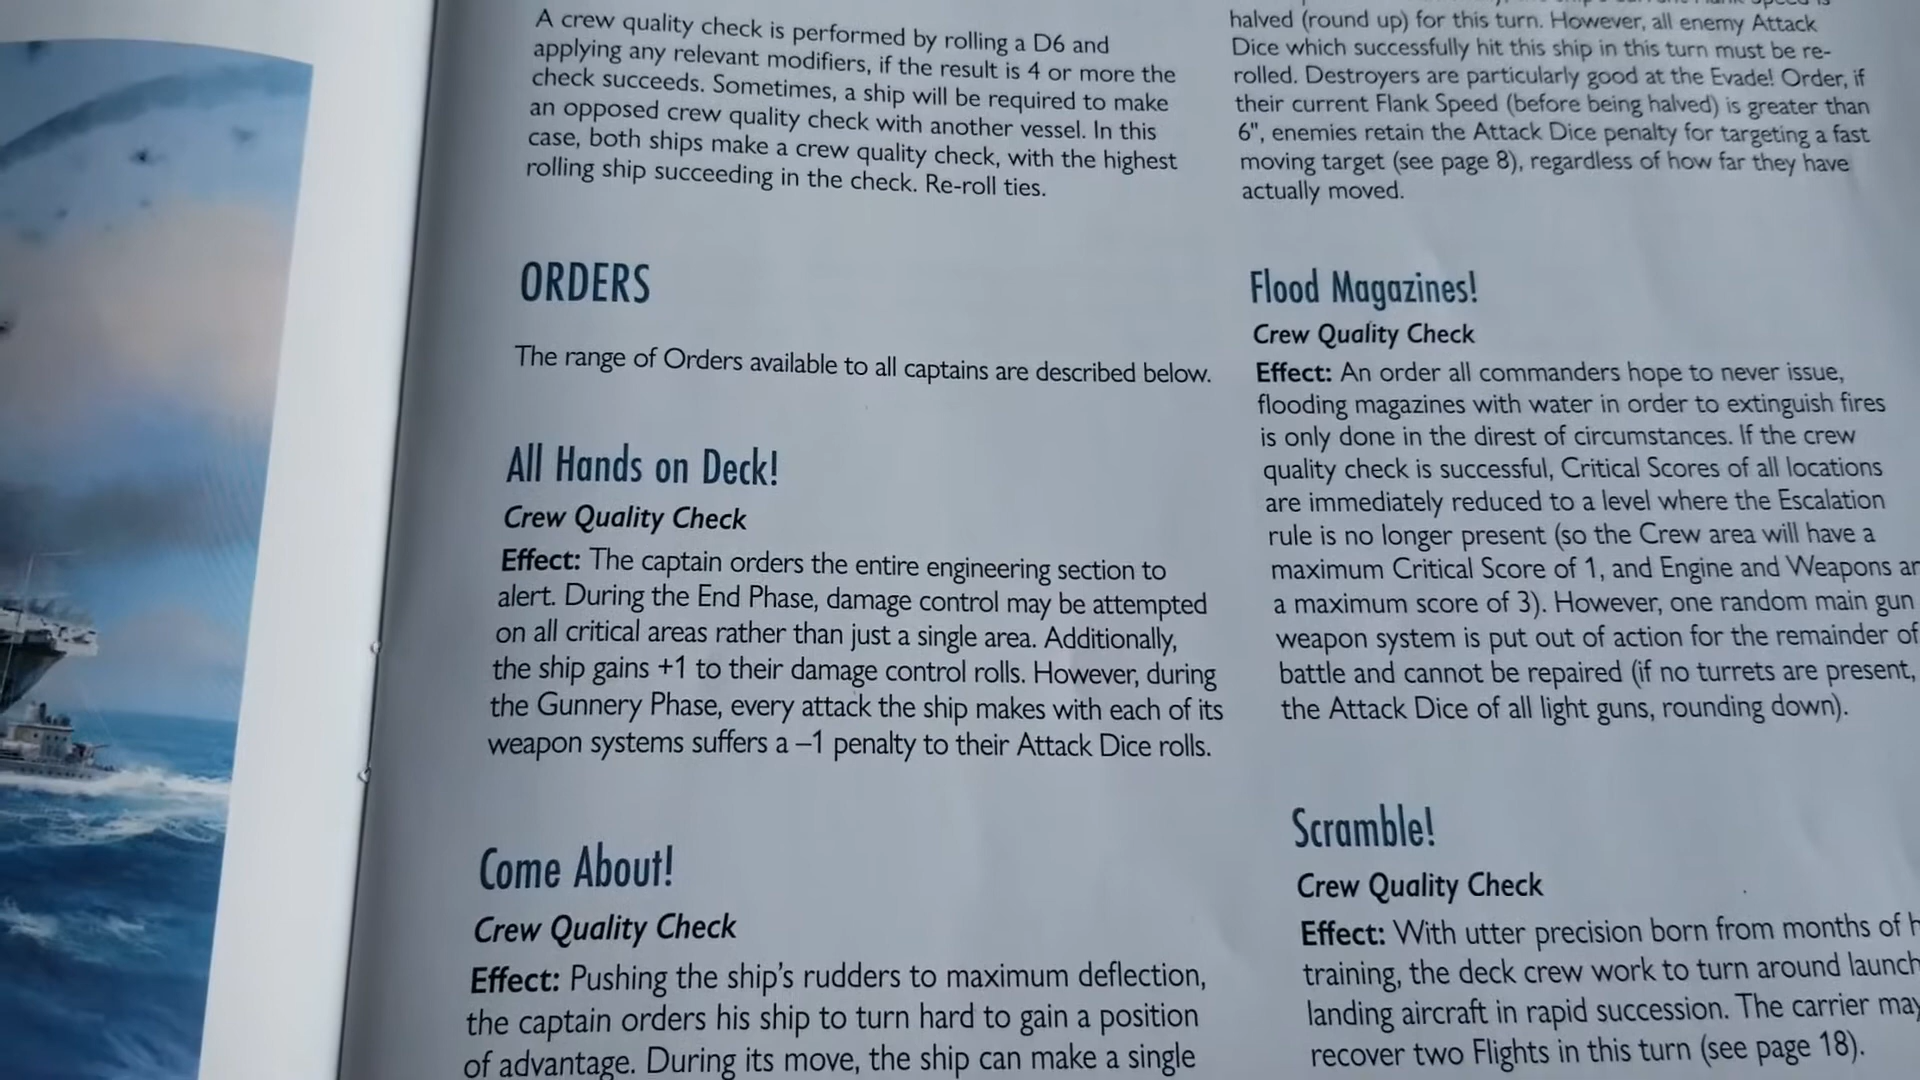 A crew quality check is performed by rolling a D6 and
applying any relevant modifiers, if the result is 4 or more the
check succeeds. Sometimes, a ship will be required to make
an opposed crew quality check with another vessel. In this
case, both ships make a crew quality check, with the highest
rolling ship succeeding in the check. Re-roll ties.
ORDERS
The range of Orders available to all captains are described below.
All Hands on Deck!
Crew Quality Check
Effect: The captain orders the entire engineering section to
alert. During the End Phase, damage control may be attempted
on all critical areas rather than just a single area. Additionally,
the ship gains +1 to their damage control rolls. However, during
the Gunnery Phase, every attack the ship makes with each of its
weapon systems suffers a –1 penalty to their Attack Dice rolls.
Come About!
Crew Quality Check
Effect: Pushing the ship's rudders to maximum deflection,
the captain orders his ship to turn hard to gain a position
of advantage. During its move, the ship can make a single
halved (round up) for this turn. However, all enemy Attack
Dice which successfully hit this ship in this turn must be re-
rolled. Destroyers are particularly good at the Evade! Order, if
their current Flank Speed (before being halved) is greater than
6", enemies retain the Attack Dice penalty for targeting a fast
moving target (see page 8), regardless of how far they have
actually moved.
Flood Magazines!
Crew Quality Check
Effect: An order all commanders hope to never issue,
flooding magazines with water in order to extinguish fires
is only done in the direst of circumstances. If the crew
quality check is successful, Critical Scores of all locations
are immediately reduced to a level where the Escalation
rule is no longer present (so the Crew area will have a
maximum Critical Score of 1, and Engine and Weapons
a maximum score of 3). However, one random main gun
weapon system is put out of action for the remainder of
battle and cannot be repaired (if no turrets are present,
the Attack Dice of all light guns, rounding down).
Scramble!
Crew Quality Check
Effect: With utter precision born from months of
training, the deck crew work to turn around launch
landing aircraft in rapid succession. The carrier may
recover two Flights in this turn (see page 18).